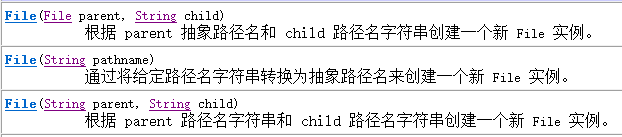 File(File parent, String child)
根据 parent 抽象路径名和 child 路径名字符串创建一个新 File 实例。
File(String pathname)
通过将给定路径名字符串转换为抽象路径名来创建一个新 File 实例。
File(String parent, String child)
根据 parent 路径名字符串和 child 路径名字符串创建一个新 File 实例。